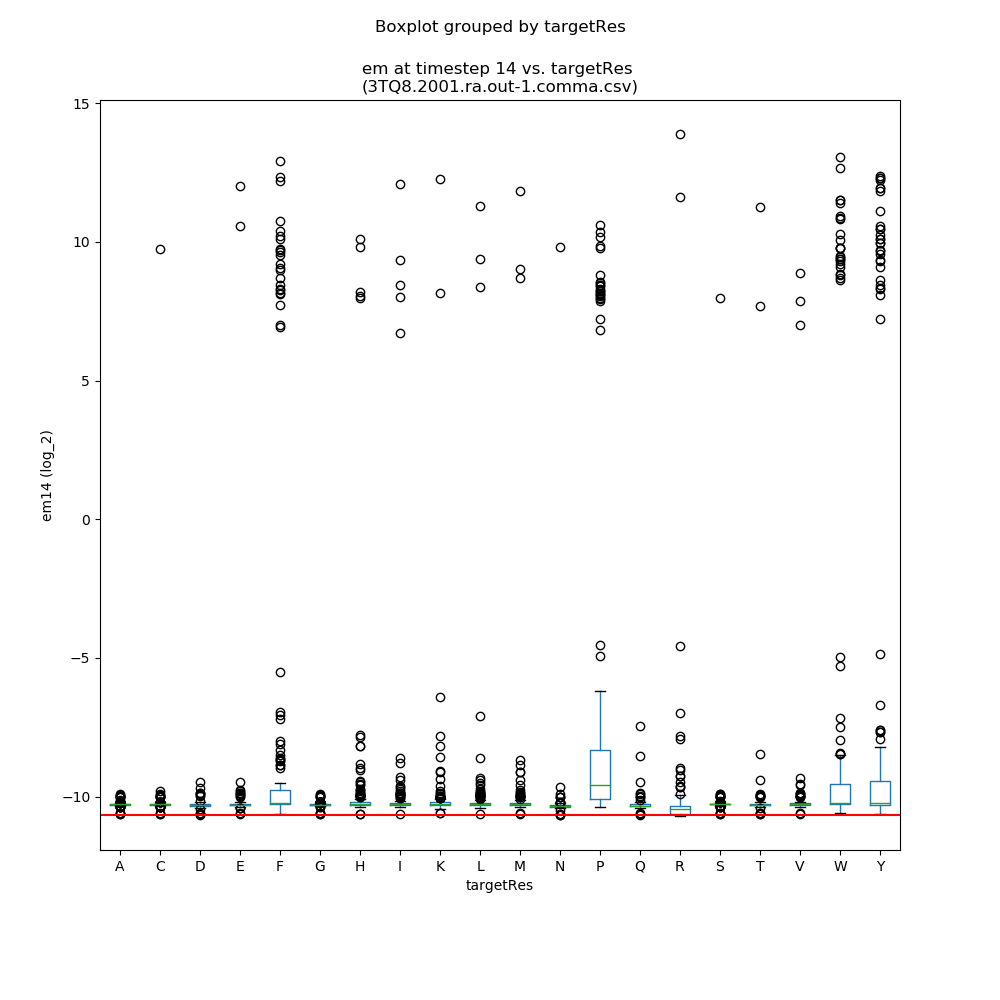 Boxplot grouped by targetRes
em at timestep 14 vs. targetRes
(3TQ8.2001.ra.out-1.comma.csv)
15
10
5
0
−5
−10
em14 (log_2)
A C D E F G H I K L M N P Q R S T V W Y
targetRes